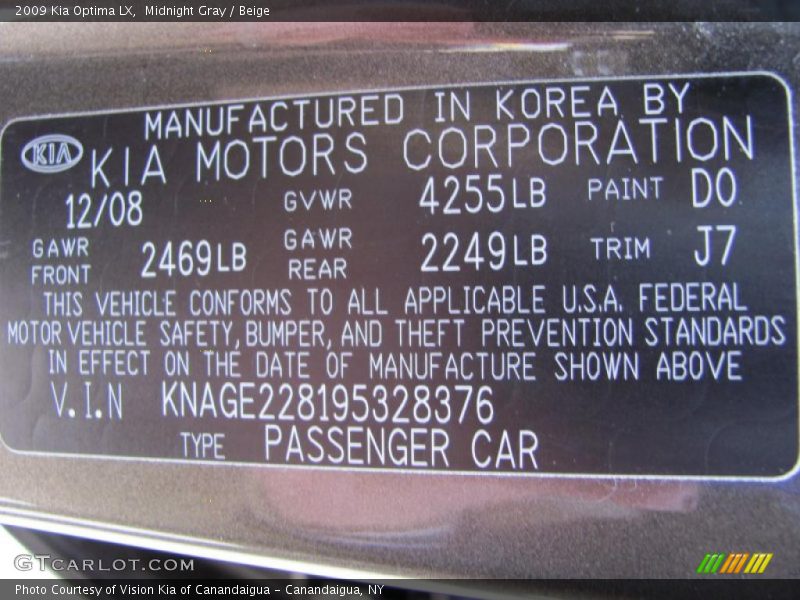 2009 Kia Optima LX, Midnight Gray / Beige
MANUFACTURED IN KOREA BY
KIA KIA MOTORS CORPORATION
12/08 GVWR 4255LB PAINT D0
GAWR FRONT 2469LB GAWR REAR 2249LB TRIM J7
THIS VEHICLE CONFORMS TO ALL APPLICABLE U.S.A. FEDERAL
MOTOR VEHICLE SAFETY, BUMPER, AND THEFT PREVENTION STANDARDS
IN EFFECT ON THE DATE OF MANUFACTURE SHOWN ABOVE
V.I.N KNAGE228195328376
TYPE PASSENGER CAR
GTCARLOT.COM
Photo Courtesy of Vision Kia of Canandaigua – Canandaigua, NY